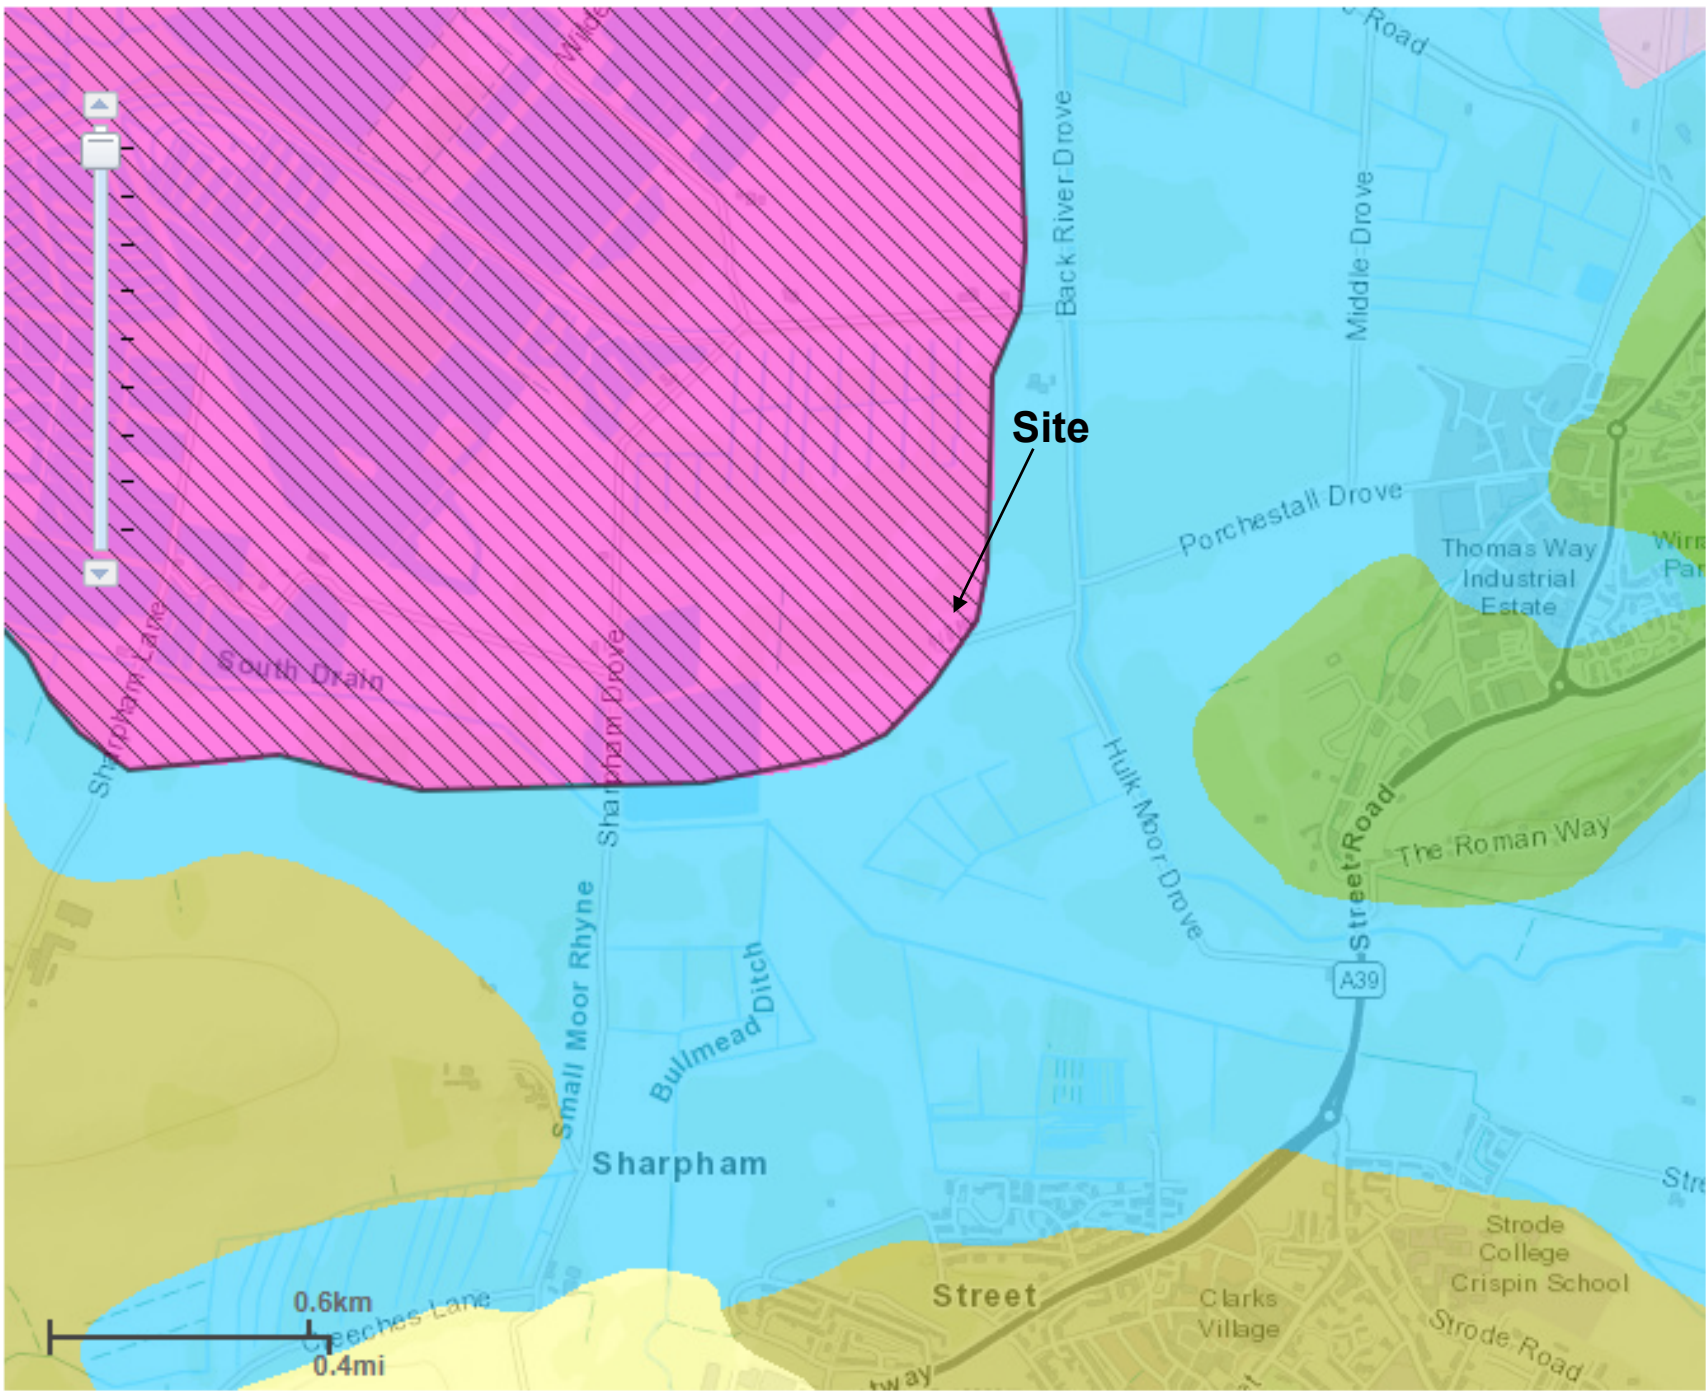 Wilde
Road
Back River Drove
Middle Drove
Site
Porchestall Drove
Thomas Way
Industrial
Estate
Sharpham Lane
South Drain
Sharpham Drove
Hulk Moor Drove
Street Road
The Roman Way
Small Moor Rhyne
Bullmead Ditch
A39
Sharpham
Strode
College
Crispin School
Street
Clarks
Village
Strode Road
0.6km
0.4mi